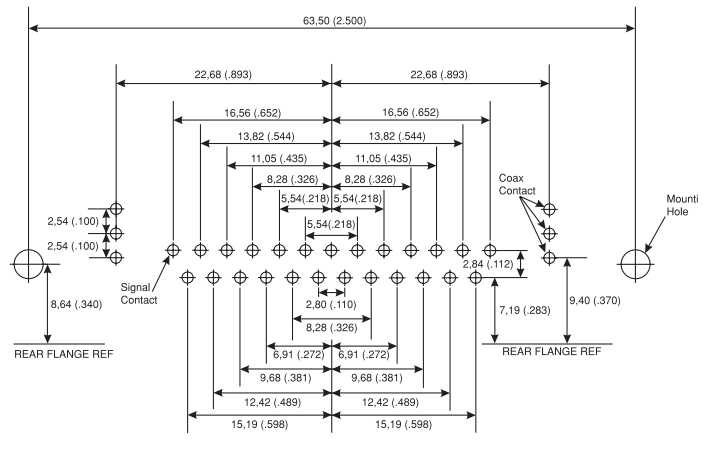 63,50 (2.500)
22,68 (.893) 22,68 (.893)
16,56 (.652) 16,56 (.652)
13,82 (.544) 13,82 (.544)
11,05 (.435) 11,05 (.435)
8,28 (.326) 8,28 (.326)
5,54(.218) 5,54(.218)
5,54(.218)
Coax
Contact
Mounti
Hole
2,54 (.100)
2,54 (.100)
2,84 (.112)
Signal
Contact
8,64 (.340)
2,80 (.110)
7,19 (.283)
9,40 (.370)
8,28 (.326)
REAR FLANGE REF
6,91 (.272) 6,91 (.272)
REAR FLANGE REF
9,68 (.381) 9,68 (.381)
12,42 (.489) 12,42 (.489)
15,19 (.598) 15,19 (.598)